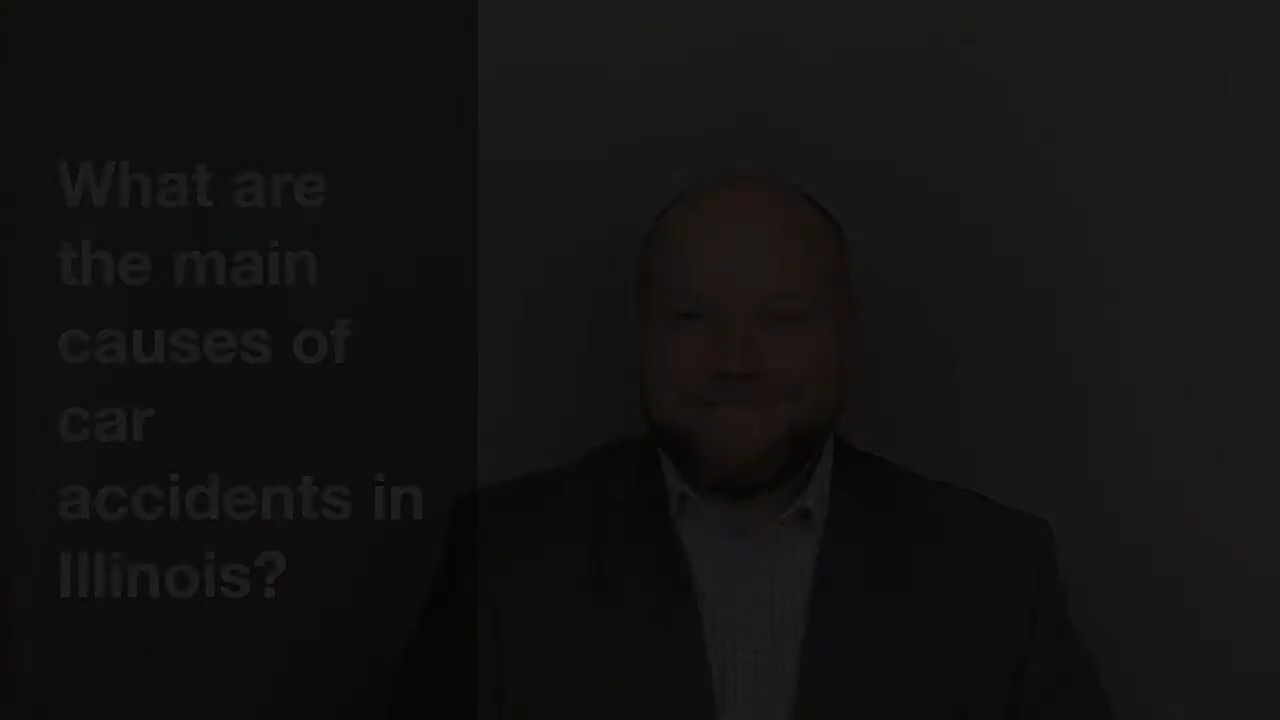 What are
the main
causes of
car
accidents in
Illinois?